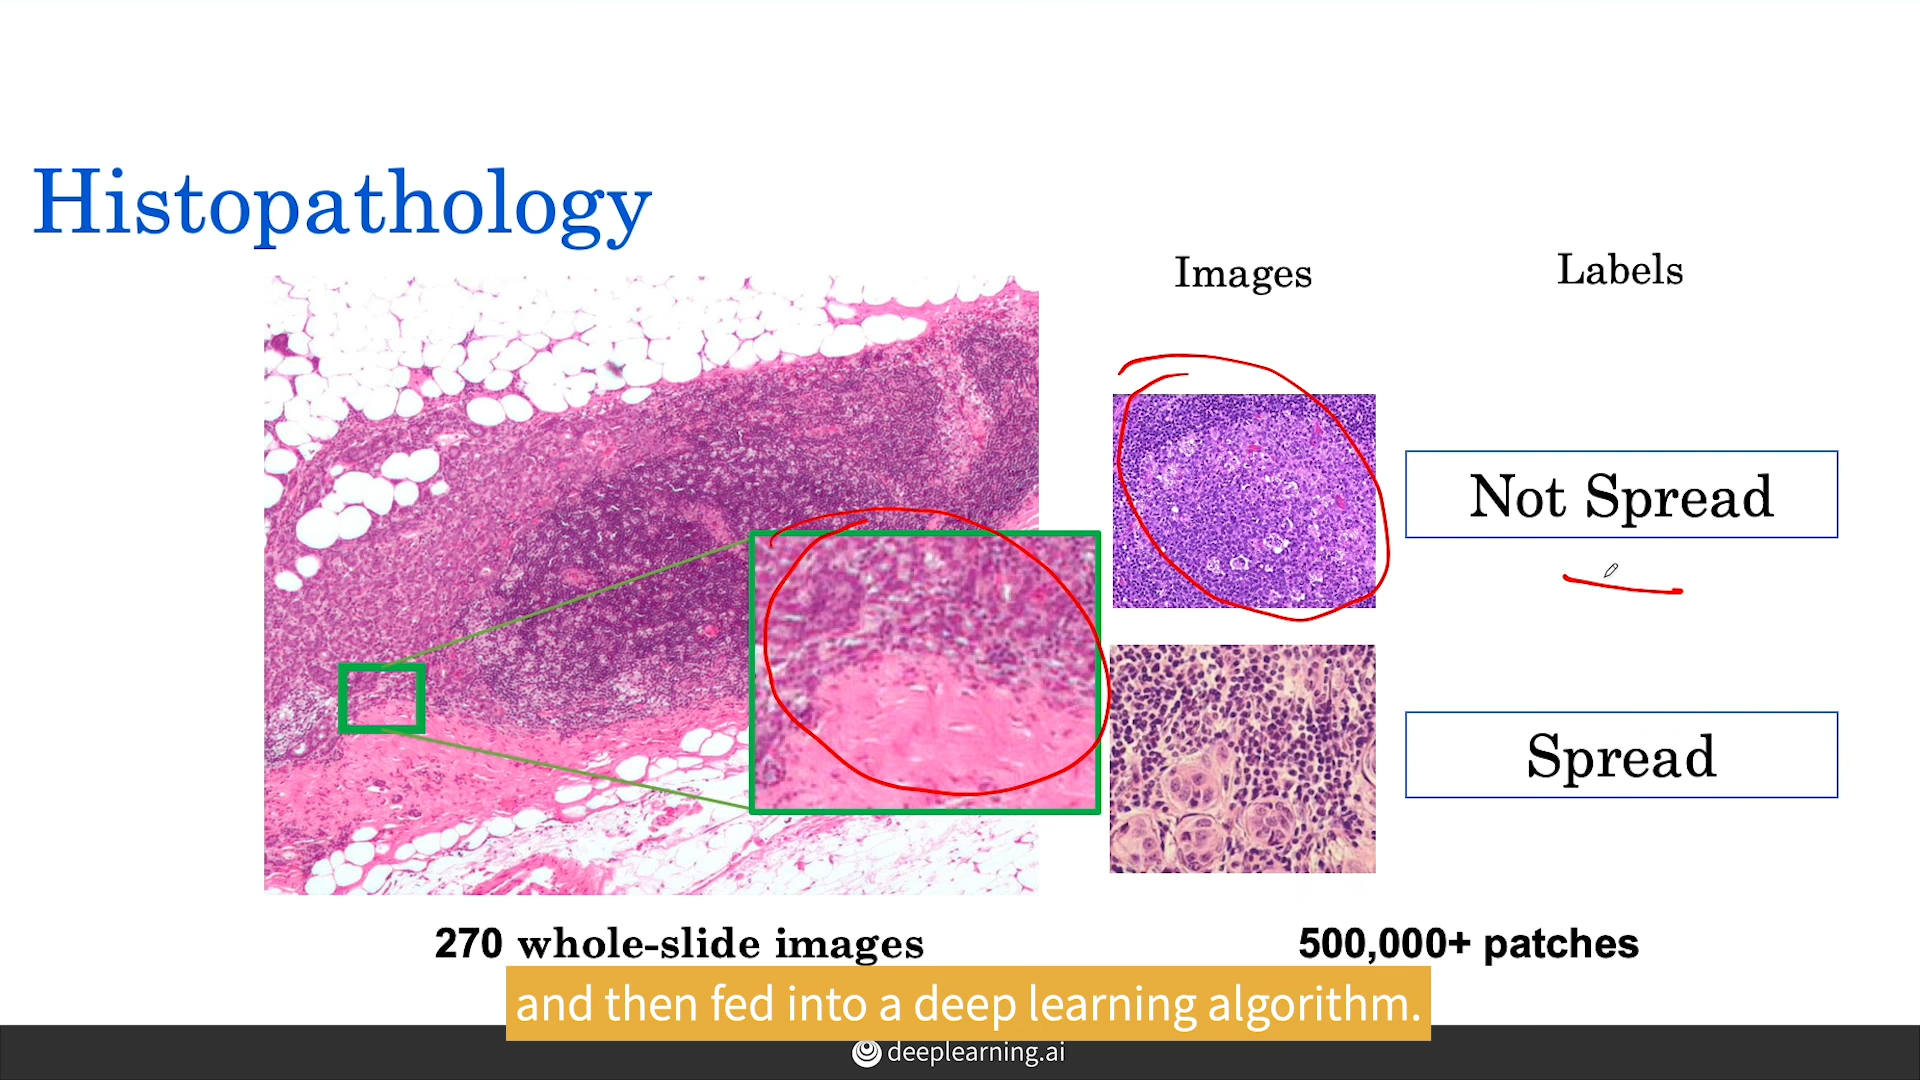 Histopathology
Images
Labels
Not Spread
Spread
270 whole-slide images
500,000+ patches
and then fed into a deep learning algorithm.
deeplearning.ai